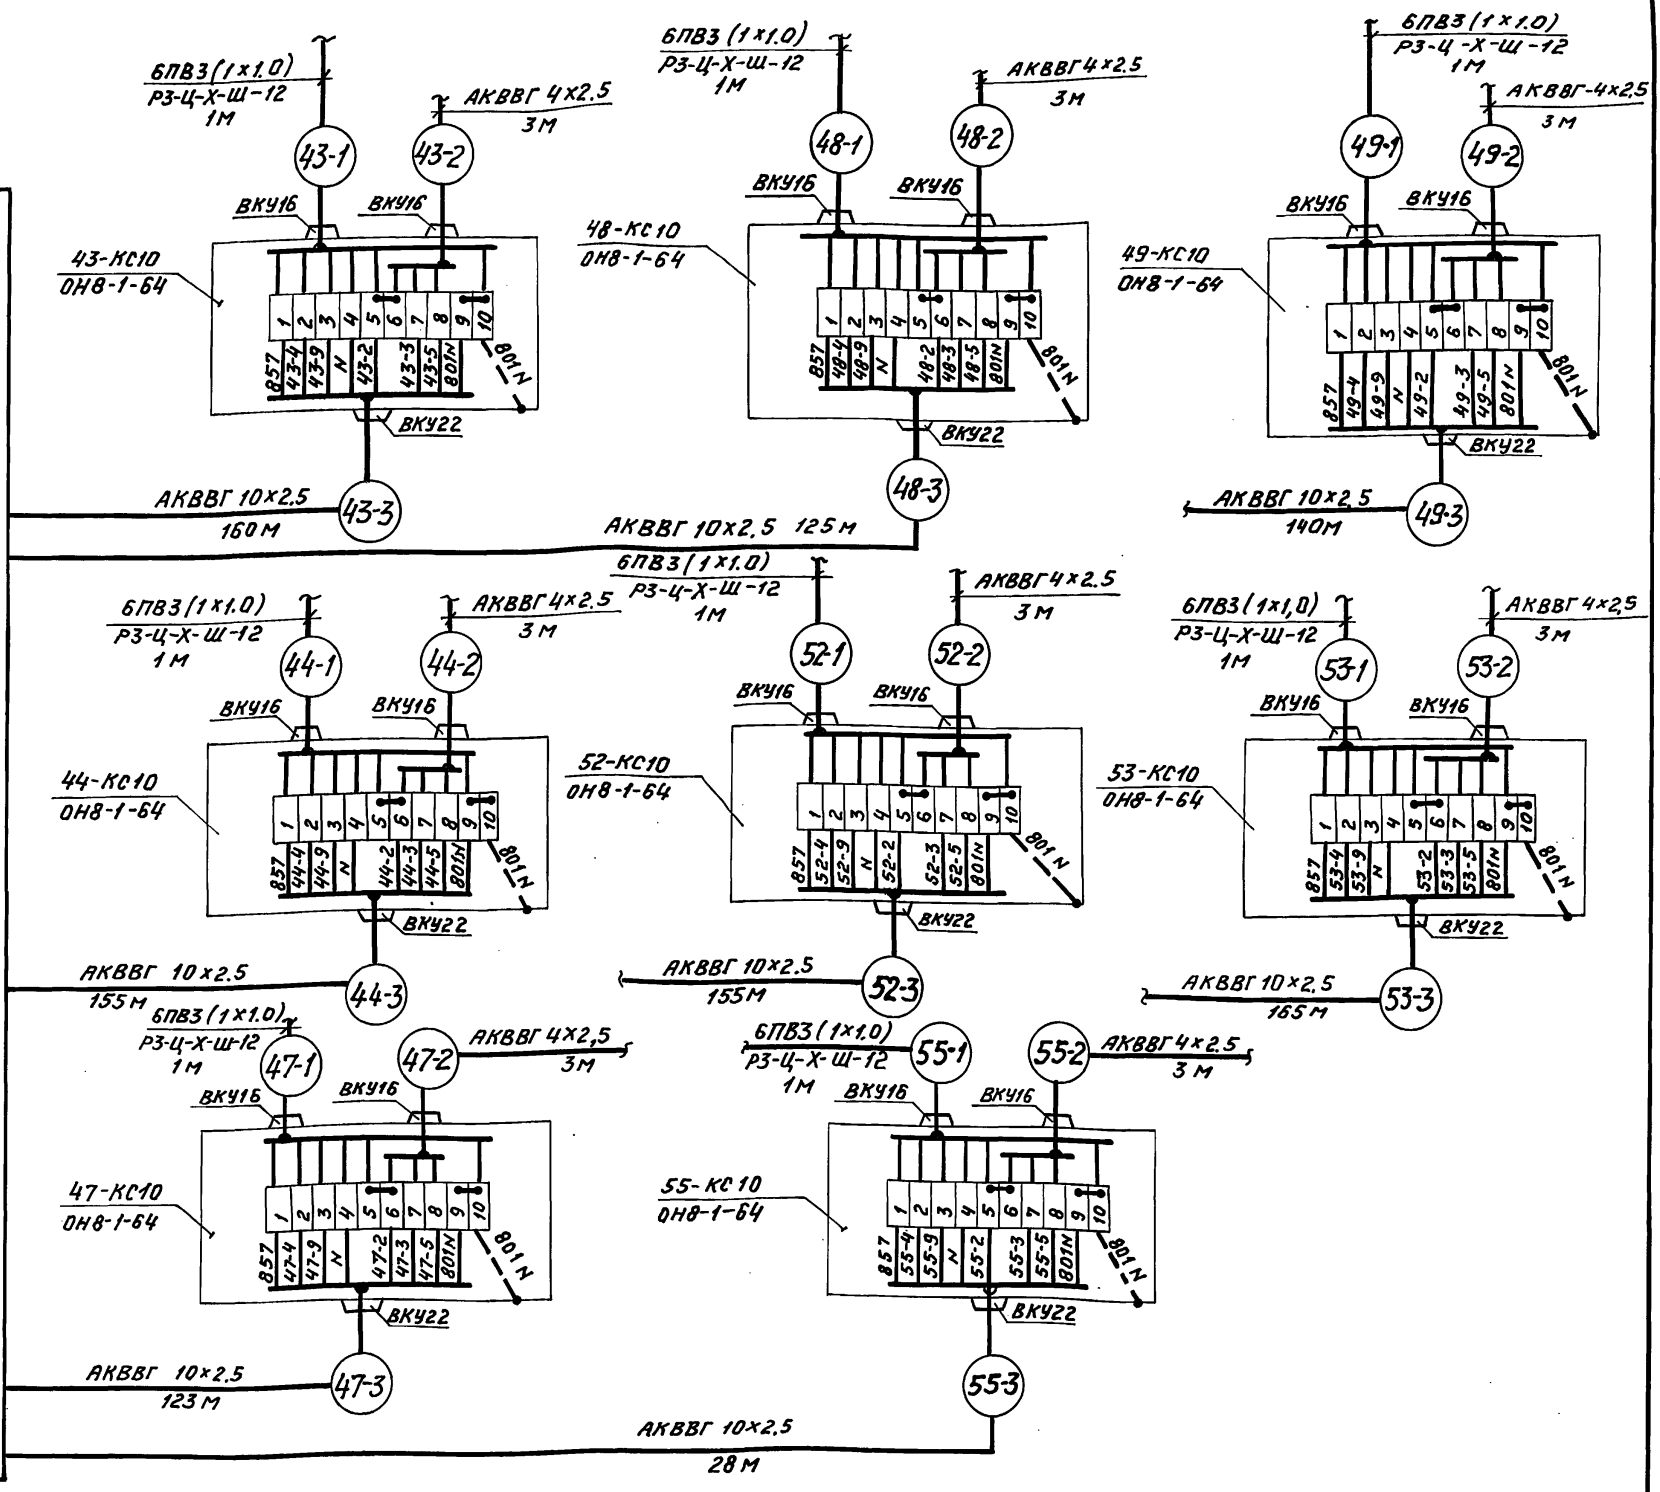 6ПВ3 (1×1.0)
РЗ-Ц-Х-Ш-12
1М
АКВВГ 4×2.5
3М
43-1
43-2
ВКУ16
ВКУ16
43-КС10
ОН8-1-64
1 2 3 4 5 6 7 8 9 10
857 43-4 43-9 N 43-2 43-3 43-5 801N
801N
ВКУ22
АКВВГ 10×2.5
160М
43-3
6ПВ3 (1×1.0)
РЗ-Ц-Х-Ш-12
1М
АКВВГ 4×2.5
3М
48-1
48-2
ВКУ16
ВКУ16
48-КС10
ОН8-1-64
1 2 3 4 5 6 7 8 9 10
857 48-4 48-9 N 48-2 48-3 48-5 801N
801N
ВКУ22
48-3
АКВВГ 10×2.5 125М
6ПВ3 (1×1.0)
РЗ-Ц-Х-Ш-12
1М
АКВВГ-4×2,5
3М
49-1
49-2
ВКУ16
ВКУ16
49-КС10
ОН8-1-64
1 2 3 4 5 6 7 8 9 10
857 49-4 49-9 N 49-2 49-3 49-5 801N
801N
ВКУ22
АКВВГ 10×2,5
140М
49-3
6ПВ3 (1×1.0)
РЗ-Ц-Х-Ш-12
1М
АКВВГ 4×2.5
3М
44-1
44-2
ВКУ16
ВКУ16
44-КС10
ОН8-1-64
1 2 3 4 5 6 7 8 9 10
857 44-4 44-9 N 44-2 44-3 44-5 801N
801N
ВКУ22
АКВВГ 10×2.5
155М
44-3
6ПВ3 (1×1.0)
РЗ-Ц-Х-Ш-12
1М
АКВВГ 4×2.5
3М
52-1
52-2
ВКУ16
ВКУ16
52-КС10
ОН8-1-64
1 2 3 4 5 6 7 8 9 10
857 52-4 52-9 N 52-2 52-3 52-5 801N
801N
ВКУ22
АКВВГ 10×2.5
155М
52-3
6ПВ3 (1×1,0)
РЗ-Ц-Х-Ш-12
1М
АКВВГ 4×2,5
3М
53-1
53-2
ВКУ16
ВКУ16
53-КС10
ОН8-1-64
1 2 3 4 5 6 7 8 9 10
857 53-4 53-9 N 53-2 53-3 53-5 801N
801N
ВКУ22
АКВВГ 10×2,5
165М
53-3
6ПВ3 (1×1.0)
РЗ-Ц-Х-Ш-12
1М
47-1
47-2
АКВВГ 4×2,5
3М
ВКУ16
ВКУ16
47-КС10
ОН8-1-64
1 2 3 4 5 6 7 8 9 10
857 47-4 47-9 N 47-2 47-3 47-5 801N
801N
ВКУ22
АКВВГ 10×2.5
123М
47-3
6ПВ3 (1×1.0)
РЗ-Ц-Х-Ш-12
1М
55-1
55-2
АКВВГ 4×2.5
3М
ВКУ16
ВКУ16
55-КС10
ОН8-1-64
1 2 3 4 5 6 7 8 9 10
857 55-4 55-9 N 55-2 55-3 55-5 801N
801N
ВКУ22
55-3
АКВВГ 10×2,5
28М